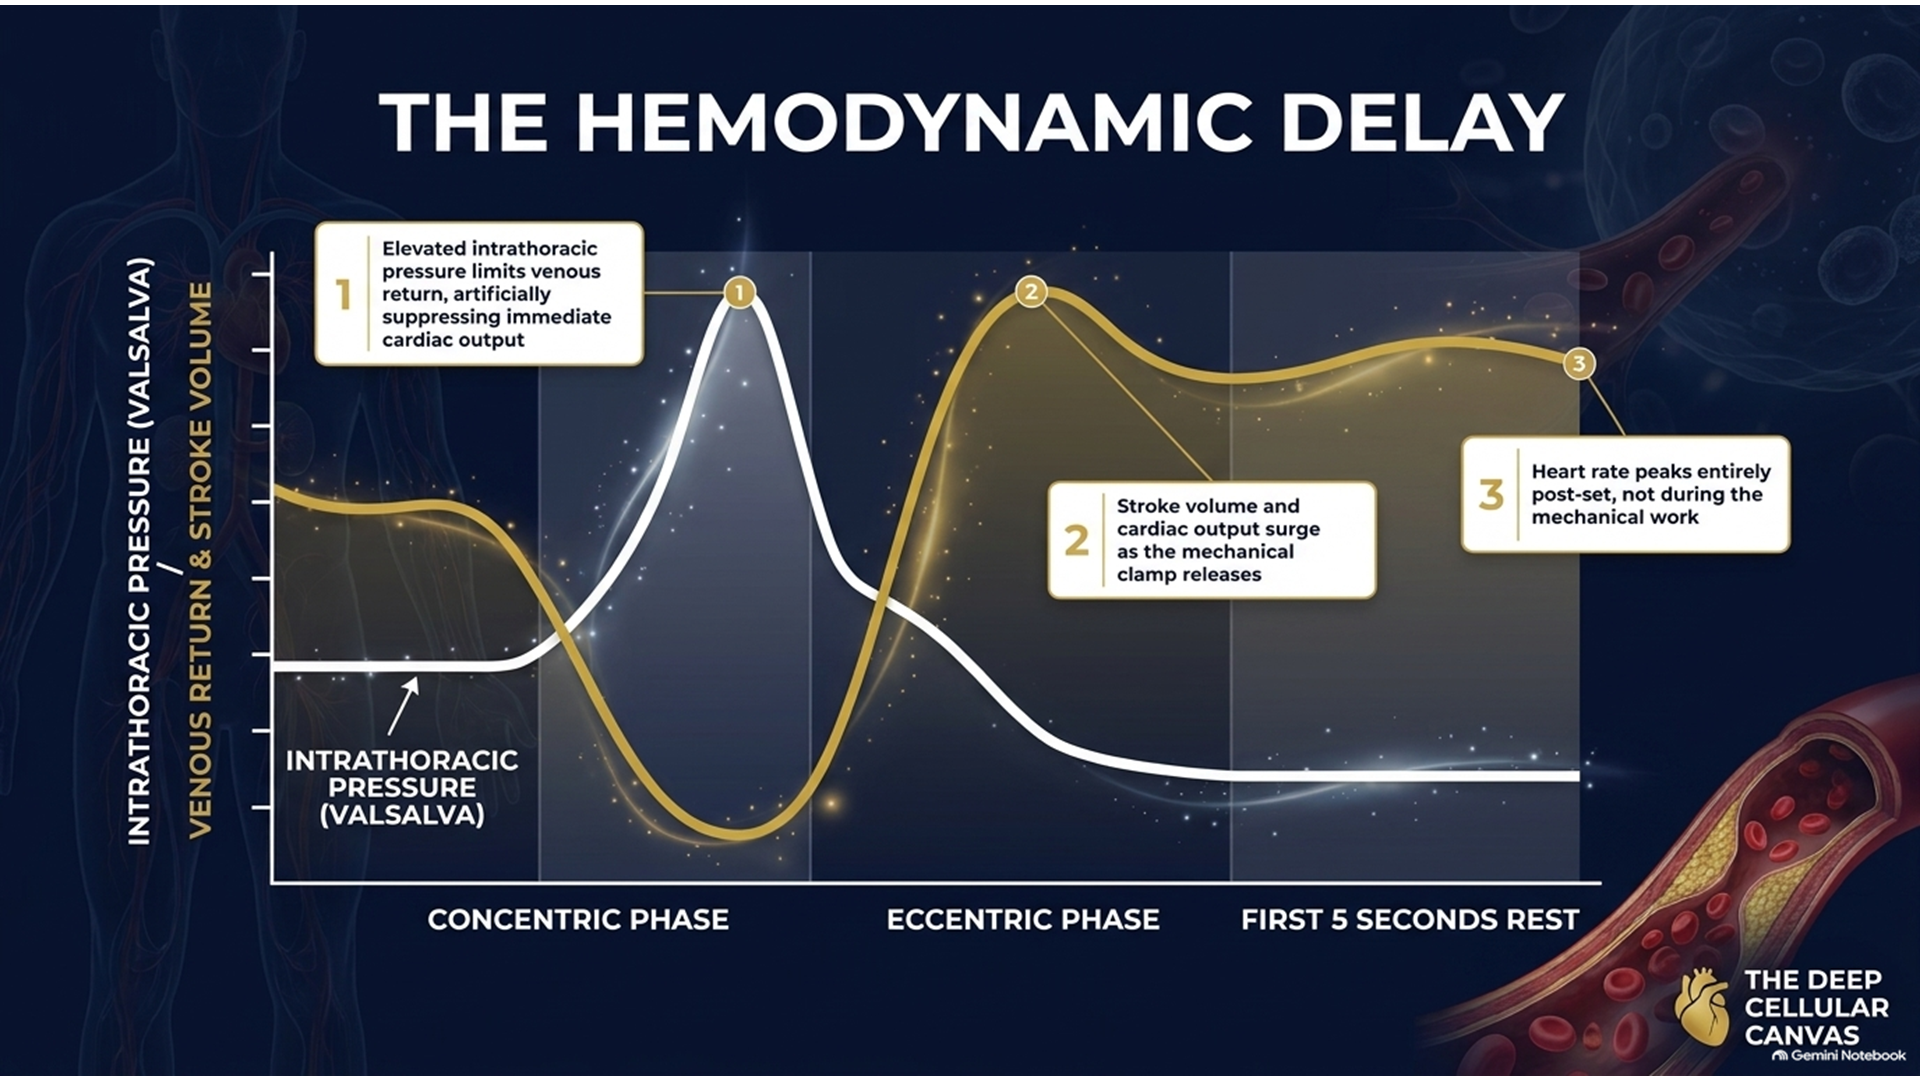 THE HEMODYNAMIC DELAY
INTRATHORACIC PRESSURE (VALSALVA)
/
VENOUS RETURN & STROKE VOLUME
1
Elevated intrathoracic
pressure limits venous
return, artificially
suppressing immediate
cardiac output
1
2
3
2
Stroke volume and
cardiac output surge
as the mechanical
clamp releases
3
Heart rate peaks entirely
post-set, not during the
mechanical work
INTRATHORACIC
PRESSURE
(VALSALVA)
CONCENTRIC PHASE
ECCENTRIC PHASE
FIRST 5 SECONDS REST
THE DEEP
CELLULAR
CANVAS
Gemini Notebook